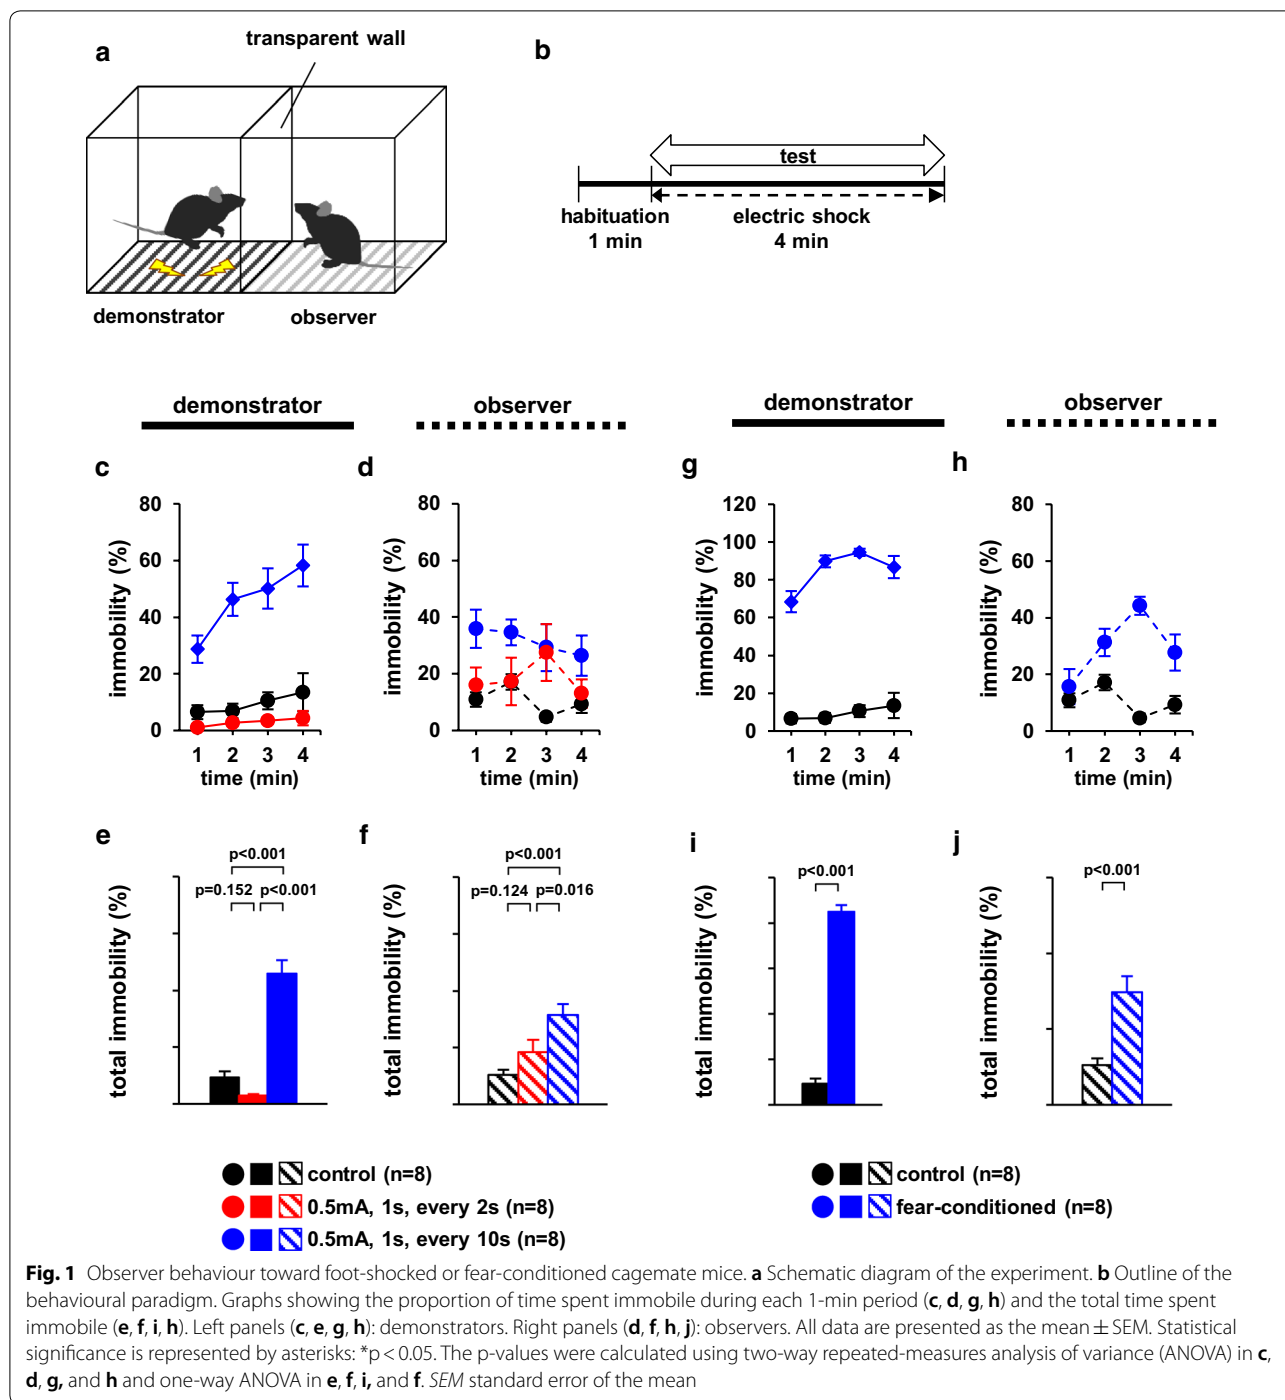 a
transparent wall
demonstrator
observer
b
test
habituation
1 min
electric shock
4 min
demonstrator
observer
demonstrator
observer
c
immobility (%)
80
60
40
20
0
1 2 3 4
time (min)
d
immobility (%)
80
60
40
20
0
1 2 3 4
time (min)
g
immobility (%)
120
100
80
60
40
20
0
1 2 3 4
time (min)
h
immobility (%)
80
60
40
20
0
1 2 3 4
time (min)
e
total immobility (%)
p<0.001
p=0.152
p<0.001
f
total immobility (%)
p<0.001
p=0.124
p=0.016
i
total immobility (%)
p<0.001
j
total immobility (%)
p<0.001
control (n=8)
0.5mA, 1s, every 2s (n=8)
0.5mA, 1s, every 10s (n=8)
control (n=8)
fear-conditioned (n=8)
Fig. 1 Observer behaviour toward foot-shocked or fear-conditioned cagemate mice. a Schematic diagram of the experiment. b Outline of the
behavioural paradigm. Graphs showing the proportion of time spent immobile during each 1-min period (c, d, g, h) and the total time spent
immobile (e, f, i, h). Left panels (c, e, g, h): demonstrators. Right panels (d, f, h, j): observers. All data are presented as the mean ± SEM. Statistical
significance is represented by asterisks: *p < 0.05. The p-values were calculated using two-way repeated-measures analysis of variance (ANOVA) in c,
d, g, and h and one-way ANOVA in e, f, i, and f. SEM standard error of the mean